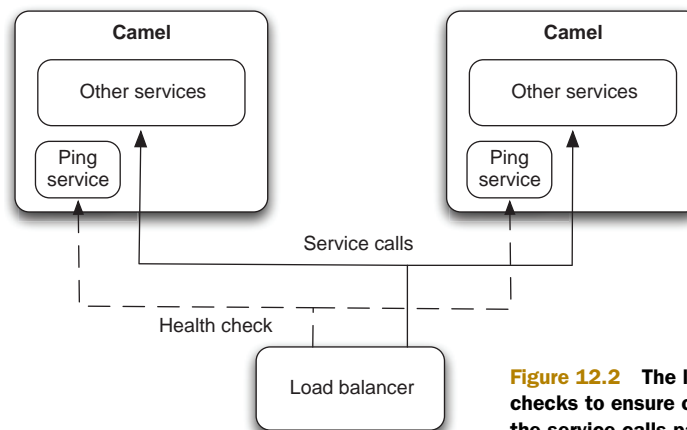 Camel
Camel
Other services
Other services
Ping
service
Ping
service
Service calls
Health check
Load balancer
Figure 12.2 The
checks to ensure
the service calls